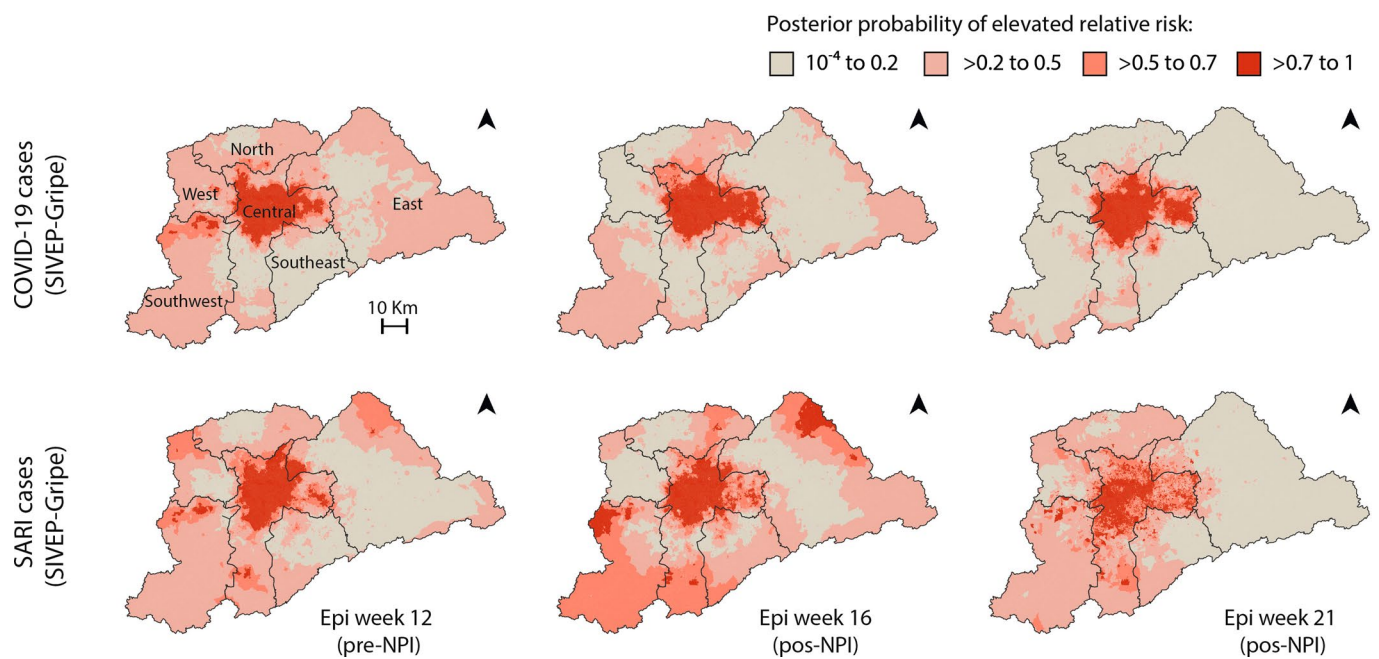 Posterior probability of elevated relative risk:
10⁻⁴ to 0.2
>0.2 to 0.5
>0.5 to 0.7
>0.7 to 1
COVID-19 cases
(SIVEP-Gripe)
North
West
Central
East
Southeast
Southwest
10 Km
SARI cases
(SIVEP-Gripe)
Epi week 12
(pre-NPI)
Epi week 16
(pos-NPI)
Epi week 21
(pos-NPI)